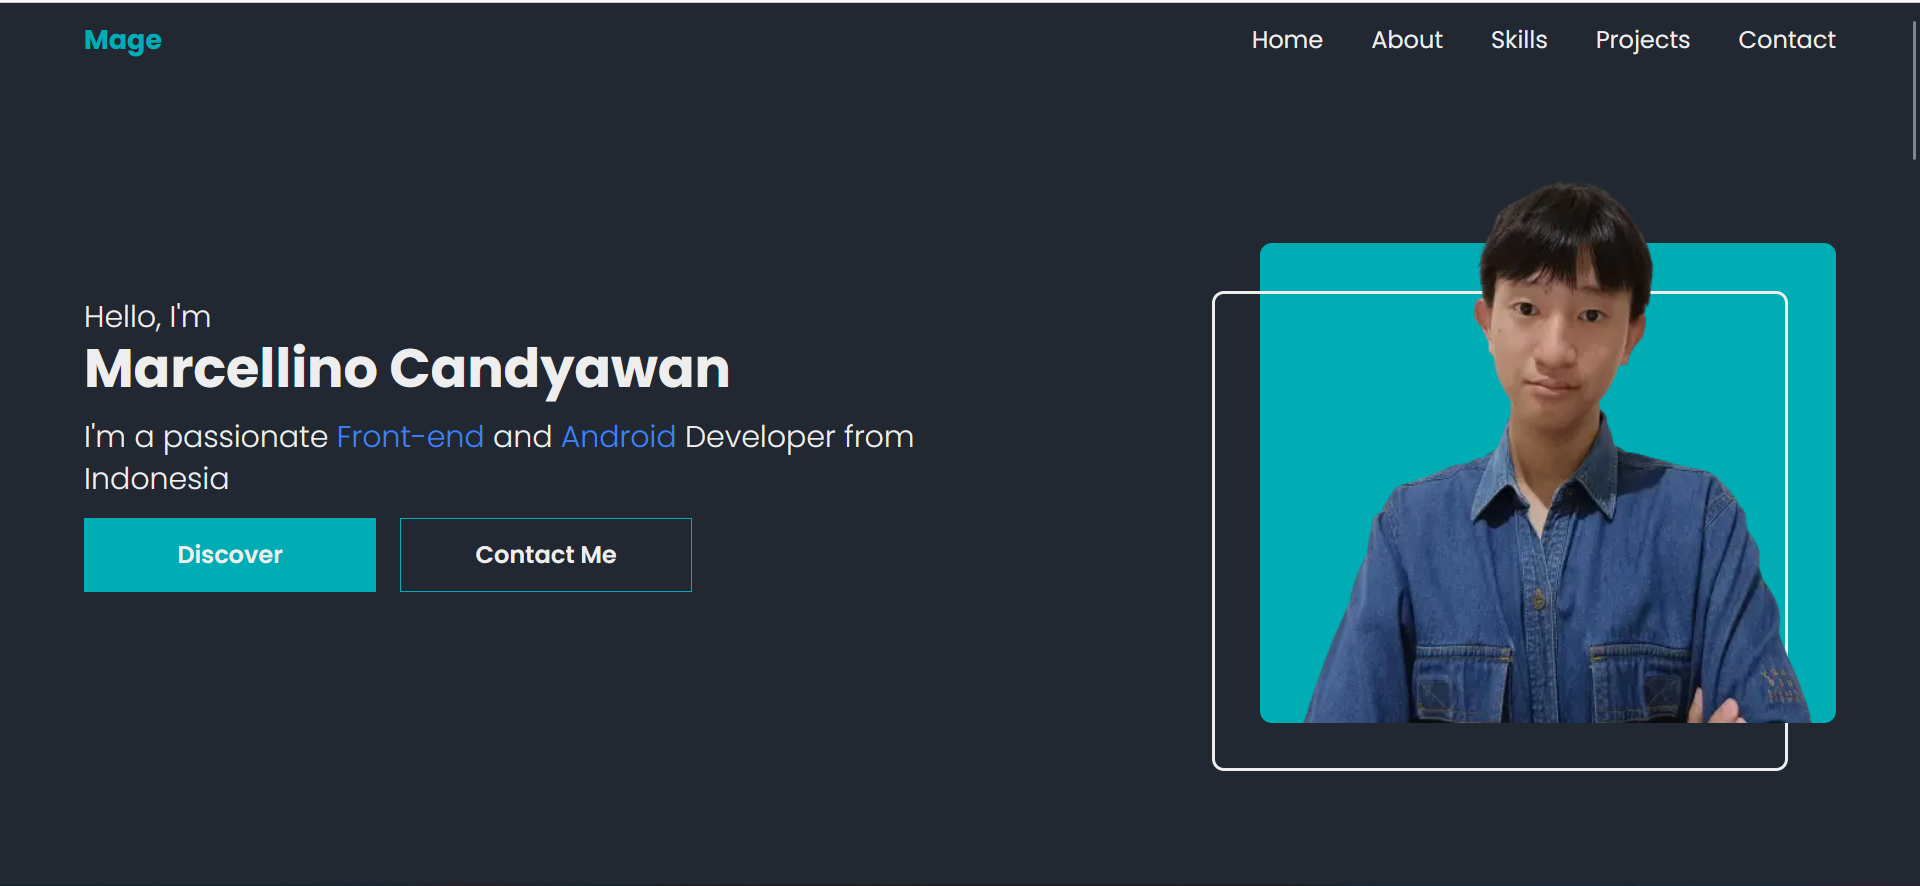 Mage
Home About Skills Projects Contact
Hello, I'm
Marcellino Candyawan
I'm a passionate Front-end and Android Developer from
Indonesia
Discover
Contact Me